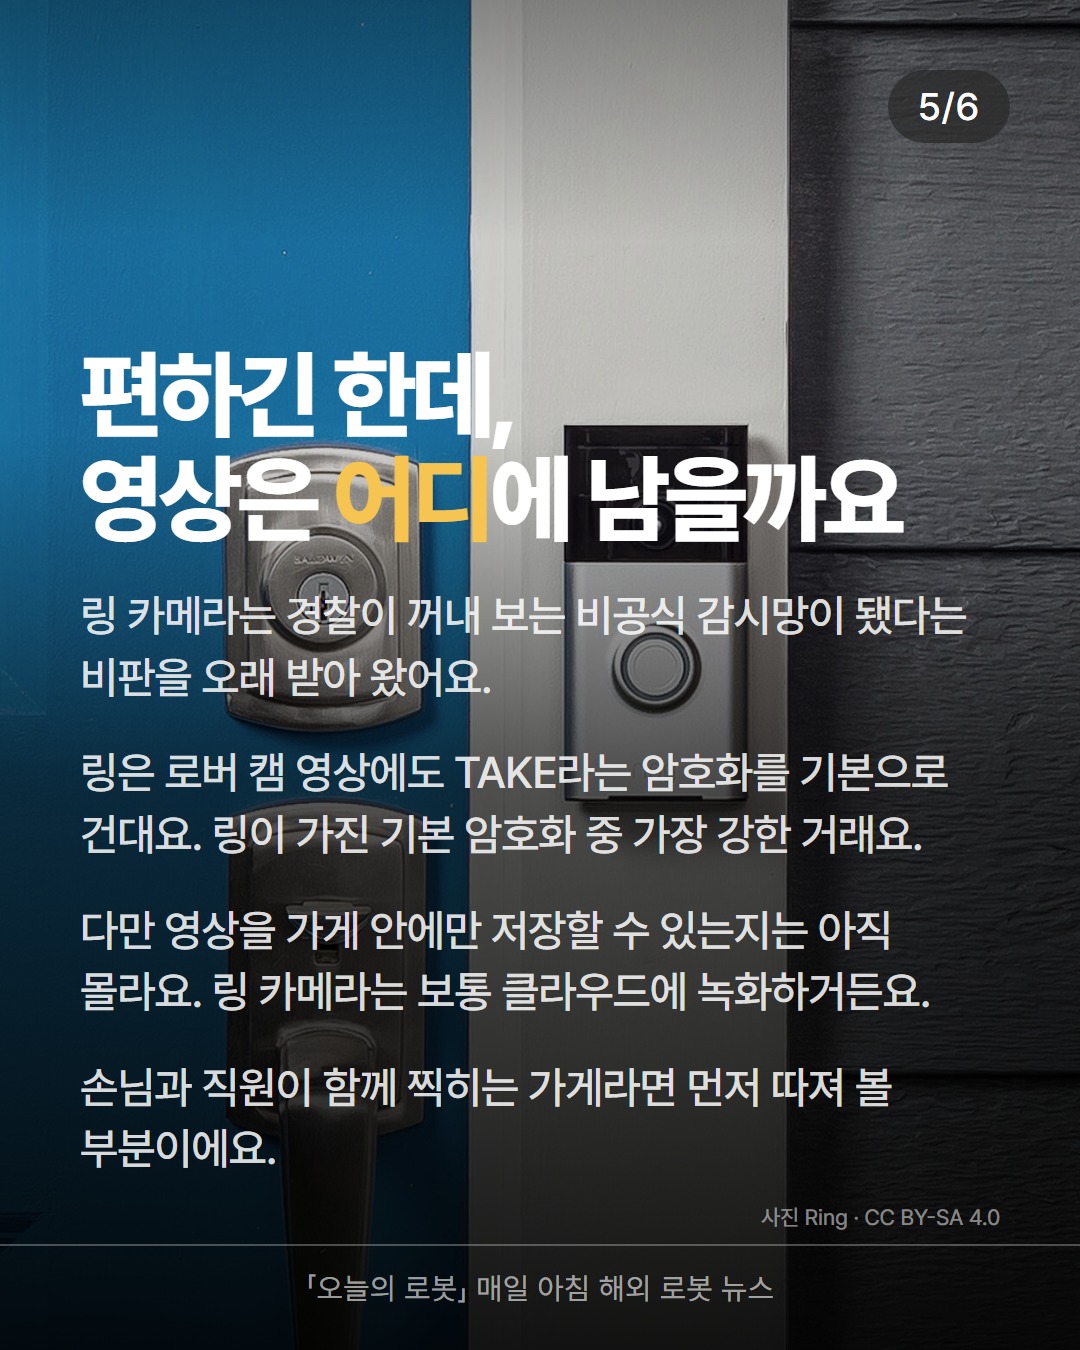 5/6
편하긴 한데,
영상은 어디에 남을까요
링 카메라는 경찰이 꺼내 보는 비공식 감시망이 됐다는
비판을 오래 받아 왔어요.
링은 로버 캠 영상에도 TAKE라는 암호화를 기본으로
건대요. 링이 가진 기본 암호화 중 가장 강한 거래요.
다만 영상을 가게 안에만 저장할 수 있는지는 아직
몰라요. 링 카메라는 보통 클라우드에 녹화하거든요.
손님과 직원이 함께 찍히는 가게라면 먼저 따져 볼
부분이에요.
사진 Ring · CC BY-SA 4.0
「오늘의 로봇」 매일 아침 해외 로봇 뉴스